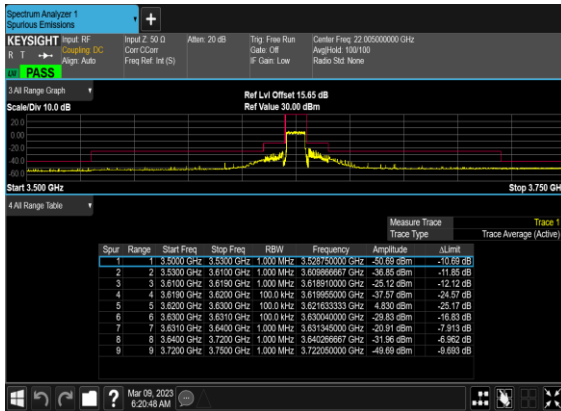 Spectrum Analyzer 1
Spurious Emissions
+
KEYSIGHT Input: RF Input Z: 50 Ω Atten: 20 dB Trig: Free Run Center Freq: 22.005000000 GHz
R T Coupling: DC Corr CCorr Gate: Off Avg|Hold: 100/100
Align: Auto Freq Ref: Int (S) IF Gain: Low Radio Std: None
PASS
3 All Range Graph
Ref Lvl Offset 15.65 dB
Scale/Div 10.0 dB Ref Value 30.00 dBm
20.0
0.00
-20.0
-40.0
-60.0
Start 3.500 GHz Stop 3.750 GH
4 All Range Table
Measure Trace Trace 1
Trace Type Trace Average (Active)
Spur Range Start Freq Stop Freq RBW Frequency Amplitude ΔLimit
1 1 3.5000 GHz 3.5300 GHz 1.000 MHz 3.528750000 GHz -50.69 dBm -10.69 dB
2 2 3.5300 GHz 3.6100 GHz 1.000 MHz 3.609866667 GHz -36.85 dBm -11.85 dB
3 3 3.6100 GHz 3.6190 GHz 1.000 MHz 3.618910000 GHz -25.12 dBm -12.12 dB
4 4 3.6190 GHz 3.6200 GHz 100.0 kHz 3.619955000 GHz -37.57 dBm -24.57 dB
5 5 3.6200 GHz 3.6300 GHz 100.0 kHz 3.621633333 GHz 4.830 dBm -25.17 dB
6 6 3.6300 GHz 3.6310 GHz 100.0 kHz 3.630040000 GHz -29.83 dBm -16.83 dB
7 7 3.6310 GHz 3.6400 GHz 1.000 MHz 3.631345000 GHz -20.91 dBm -7.913 dB
8 8 3.6400 GHz 3.7200 GHz 1.000 MHz 3.640266667 GHz -31.96 dBm -6.962 dB
9 9 3.7200 GHz 3.7500 GHz 1.000 MHz 3.722050000 GHz -49.69 dBm -9.693 dB
?
Mar 09, 2023
6:20:48 AM